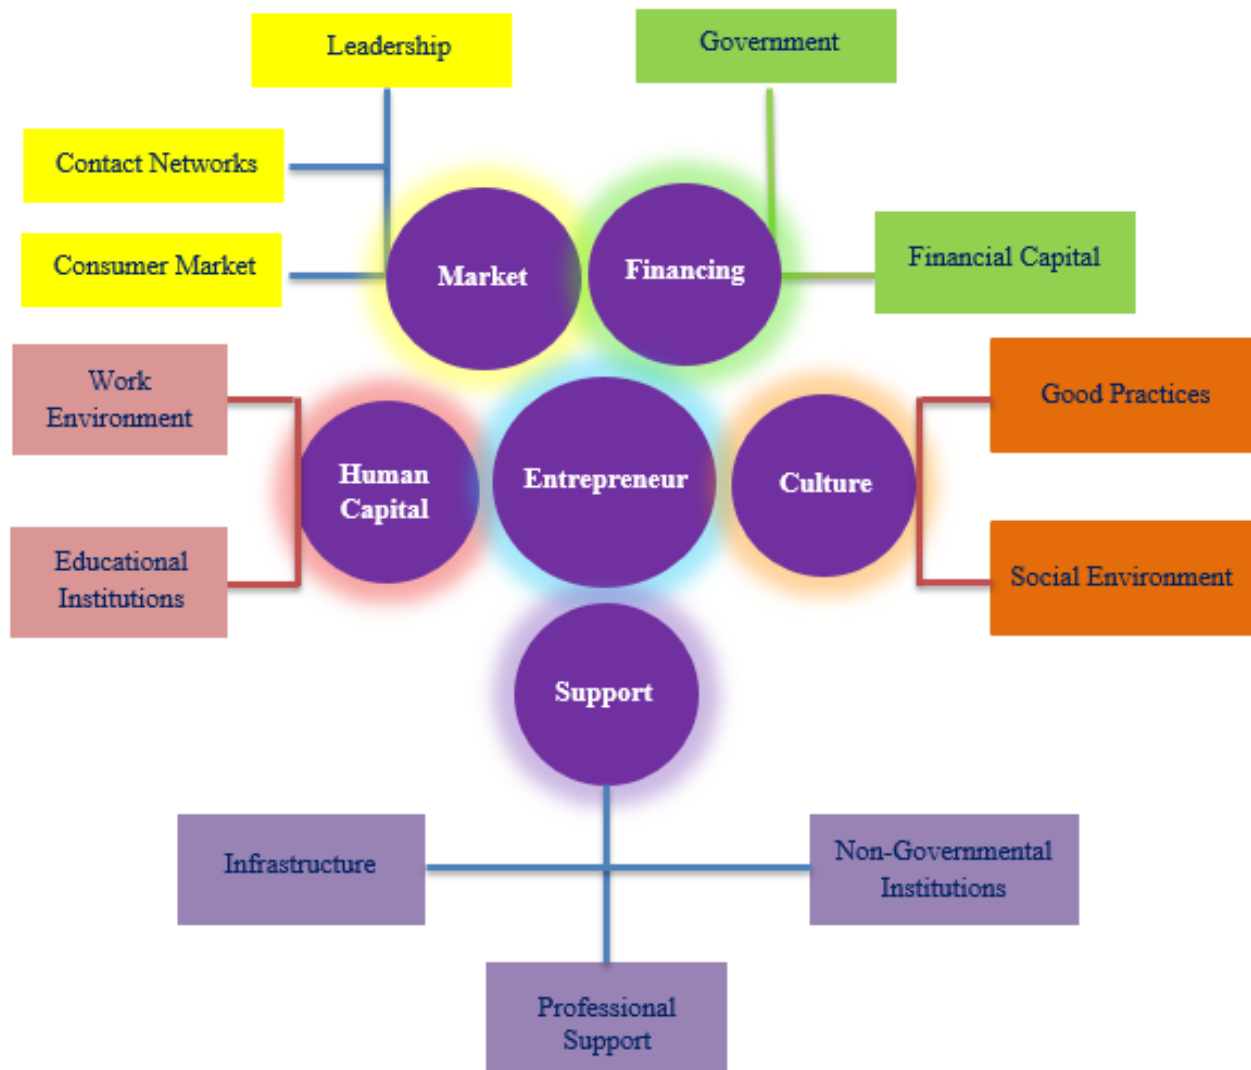 Leadership
Government
Contact Networks
Consumer Market
Market
Financing
Financial Capital
Work
Environment
Good Practices
Human
Capital
Entrepreneur
Culture
Educational
Institutions
Social Environment
Support
Infrastructure
Non-Governmental
Institutions
Professional
Support